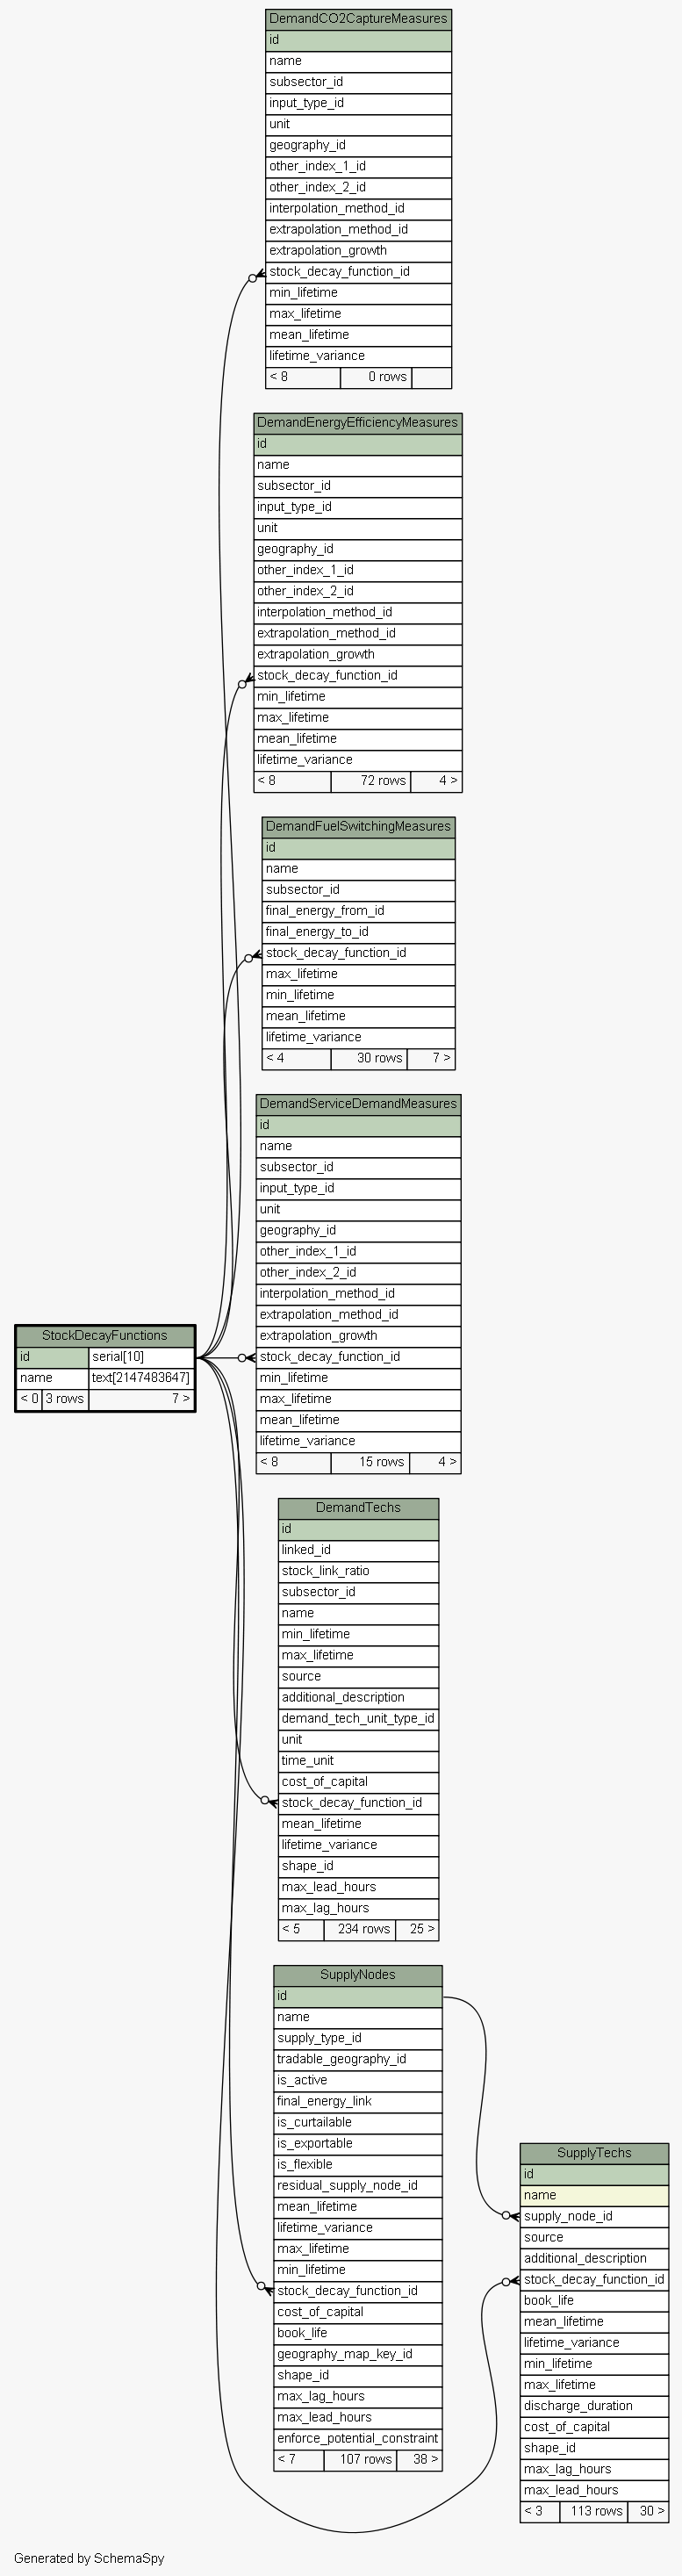 DemandCO2CaptureMeasures
id
name
subsector_id
input_type_id
unit
geography_id
other_index_1_id
other_index_2_id
interpolation_method_id
extrapolation_method_id
extrapolation_growth
stock_decay_function_id
min_lifetime
max_lifetime
mean_lifetime
lifetime_variance
< 8 0 rows
DemandEnergyEfficiencyMeasures
id
name
subsector_id
input_type_id
unit
geography_id
other_index_1_id
other_index_2_id
interpolation_method_id
extrapolation_method_id
extrapolation_growth
stock_decay_function_id
min_lifetime
max_lifetime
mean_lifetime
lifetime_variance
< 8 72 rows 4 >
DemandFuelSwitchingMeasures
id
name
subsector_id
final_energy_from_id
final_energy_to_id
stock_decay_function_id
max_lifetime
min_lifetime
mean_lifetime
lifetime_variance
< 4 30 rows 7 >
DemandServiceDemandMeasures
id
name
subsector_id
input_type_id
unit
geography_id
other_index_1_id
other_index_2_id
interpolation_method_id
extrapolation_method_id
extrapolation_growth
stock_decay_function_id
min_lifetime
max_lifetime
mean_lifetime
lifetime_variance
< 8 15 rows 4 >
StockDecayFunctions
id serial[10]
name text[2147483647]
< 0 3 rows 7 >
DemandTechs
id
linked_id
stock_link_ratio
subsector_id
name
min_lifetime
max_lifetime
source
additional_description
demand_tech_unit_type_id
unit
time_unit
cost_of_capital
stock_decay_function_id
mean_lifetime
lifetime_variance
shape_id
max_lead_hours
max_lag_hours
< 5 234 rows 25 >
SupplyNodes
id
name
supply_type_id
tradable_geography_id
is_active
final_energy_link
is_curtailable
is_exportable
is_flexible
residual_supply_node_id
mean_lifetime
lifetime_variance
max_lifetime
min_lifetime
stock_decay_function_id
cost_of_capital
book_life
geography_map_key_id
shape_id
max_lag_hours
max_lead_hours
enforce_potential_constraint
< 7 107 rows 38 >
SupplyTechs
id
name
supply_node_id
source
additional_description
stock_decay_function_id
book_life
mean_lifetime
lifetime_variance
min_lifetime
max_lifetime
discharge_duration
cost_of_capital
shape_id
max_lag_hours
max_lead_hours
< 3 113 rows 30 >
Generated by SchemaSpy